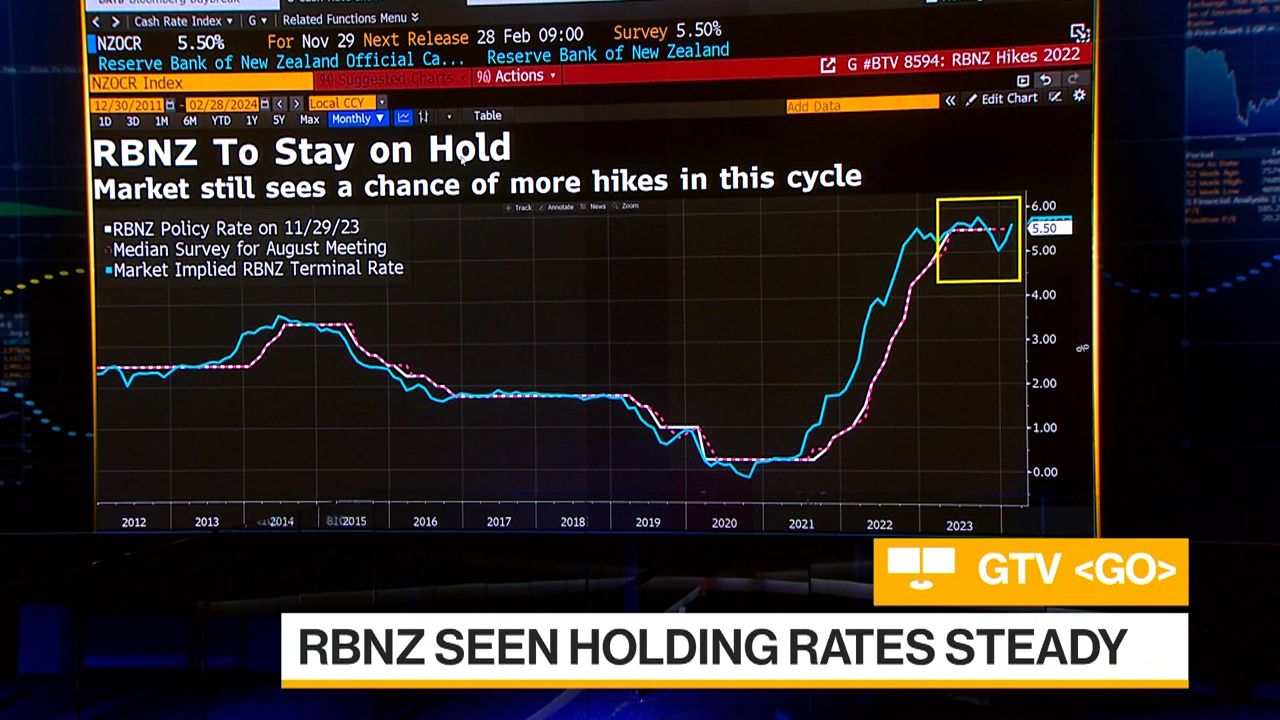 Cash Rate Index ▾ G ▾ Related Functions Menu
NZOCR 5.50% For Nov 29 Next Release 28 Feb 09:00 Survey 5.50%
Reserve Bank of New Zealand Official Ca... Reserve Bank of New Zealand
NZOCR Index 94) Suggested Charts 96) Actions G #BTV 8594: RBNZ Hikes 2022
12/30/2011 - 02/28/2024 Local CCY Add Data « Edit Chart
1D 3D 1M 6M YTD 1Y 5Y Max Monthly ▼ Table
RBNZ To Stay on Hold
Market still sees a chance of more hikes in this cycle
Track Annotate News Zoom
RBNZ Policy Rate on 11/29/23
Median Survey for August Meeting
Market Implied RBNZ Terminal Rate
6.00
5.50
5.00
4.00
3.00
2.00
1.00
0.00
2012 2013 2014 2015 2016 2017 2018 2019 2020 2021 2022 2023
GTV <GO>
RBNZ SEEN HOLDING RATES STEADY